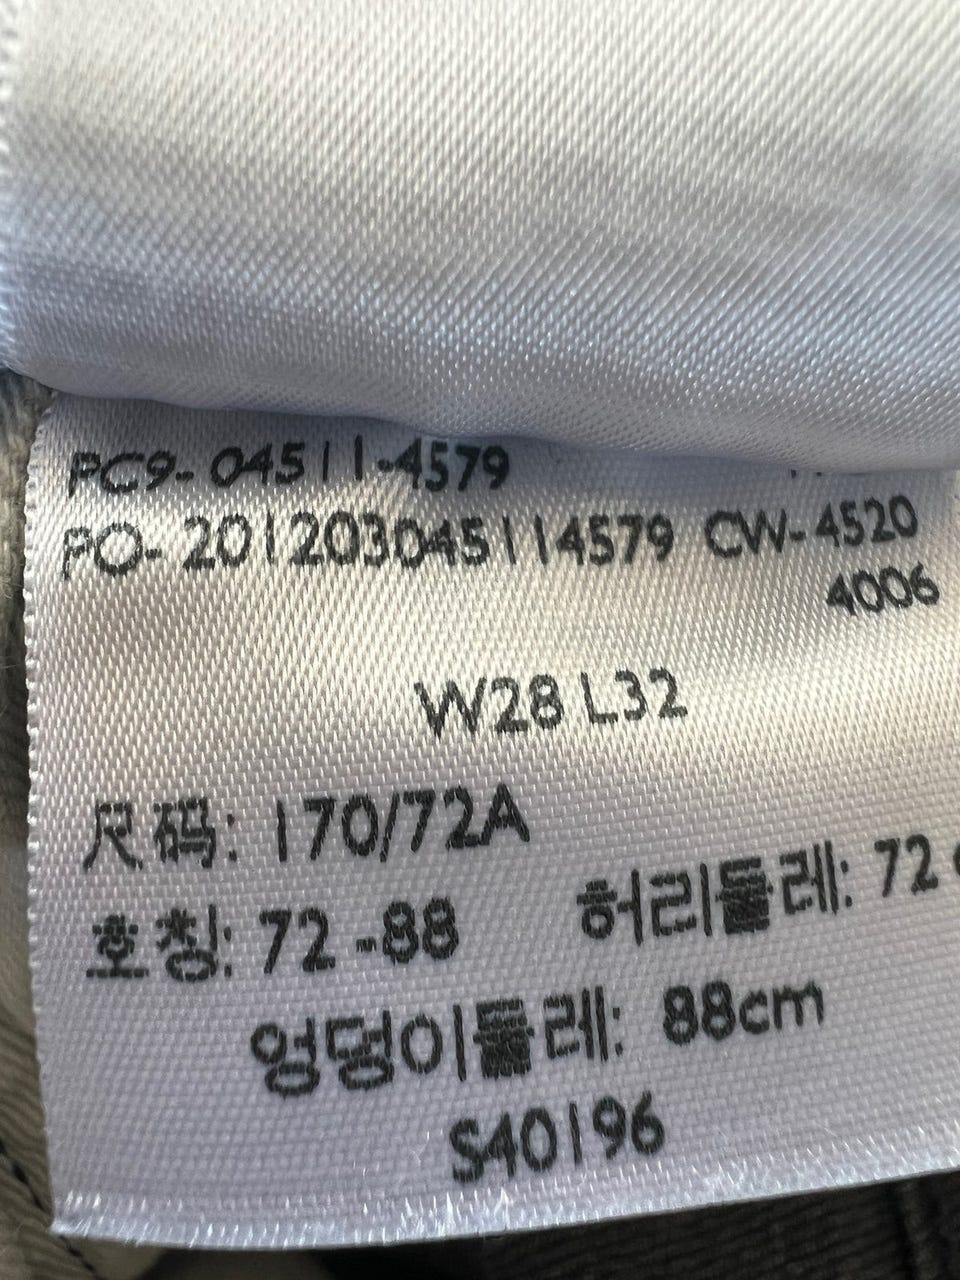 PC9- 04511-4579
PO- 201203045114579 CW- 4520
4006
W28 L32
尺码: 170/72A
호칭: 72 -88 허리둘레: 72
엉덩이둘레: 88cm
S40196